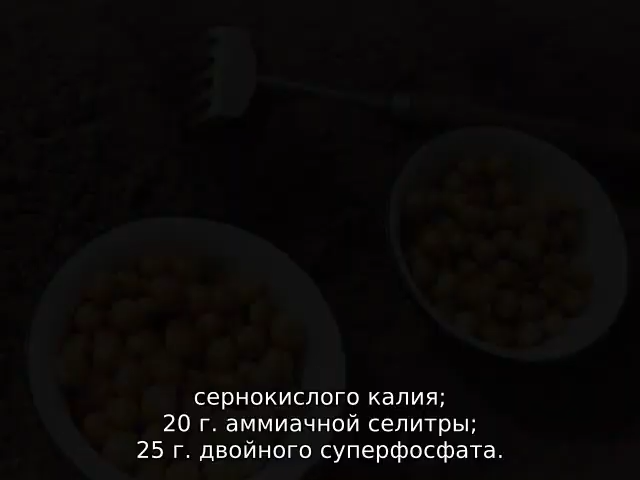 сернокислого калия;
20 г. аммиачной селитры;
25 г. двойного суперфосфата.